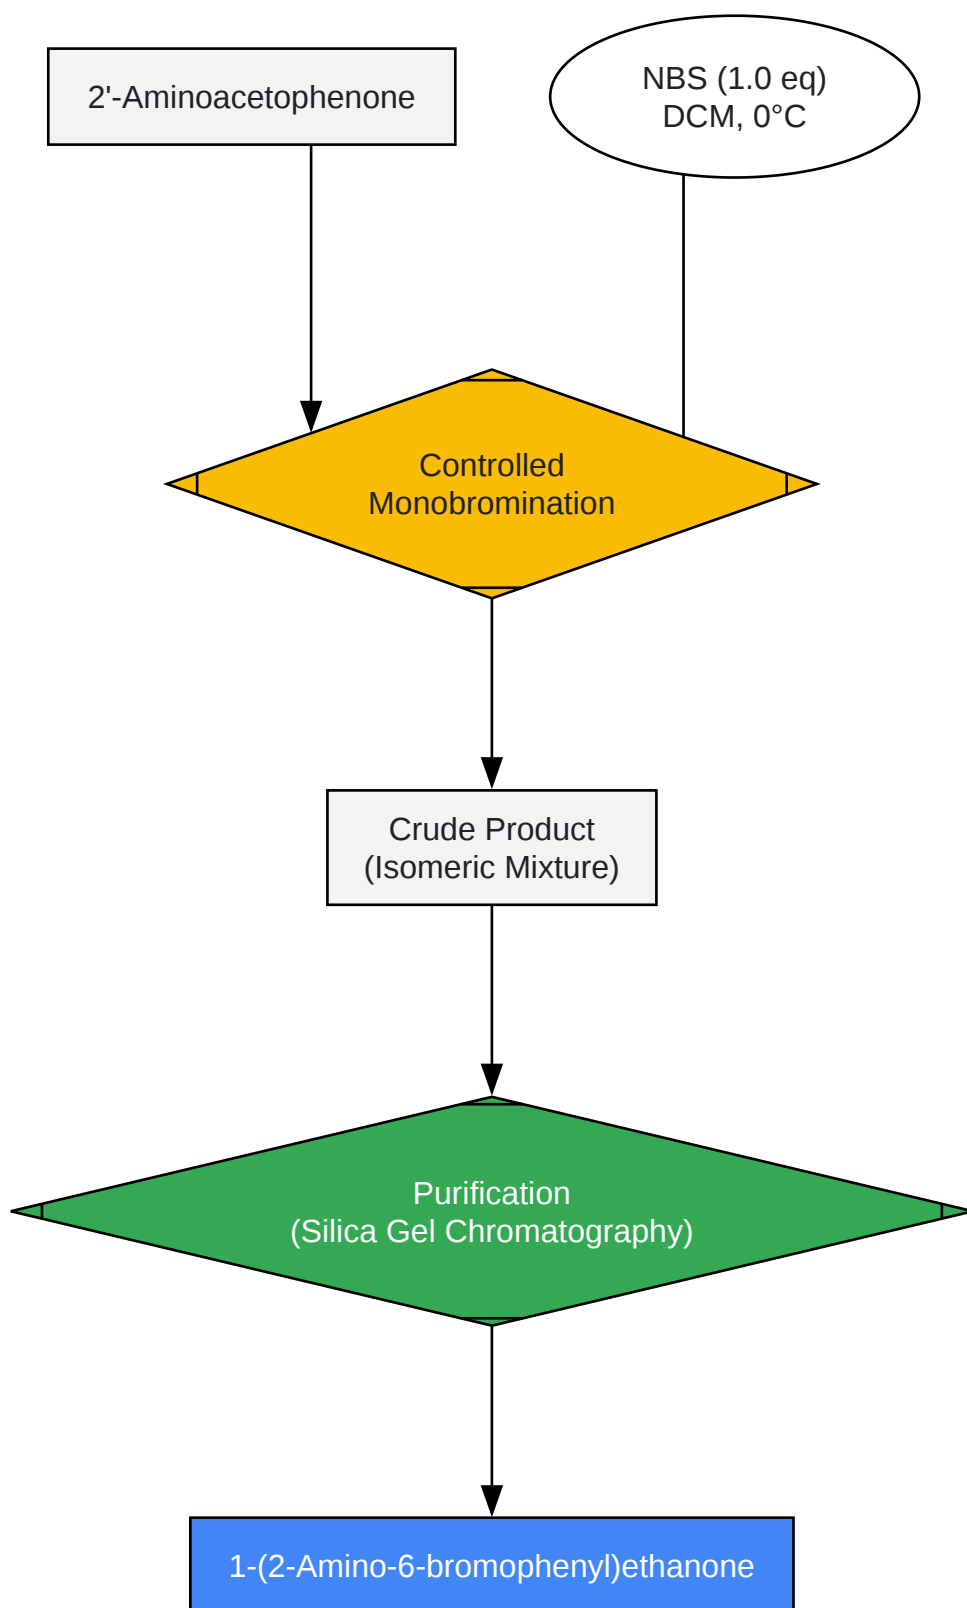 2'-Aminoacetophenone
NBS (1.0 eq)
DCM, 0°C
Controlled
Monobromination
Crude Product
(Isomeric Mixture)
Purification
(Silica Gel Chromatography)
1-(2-Amino-6-bromophenyl)ethanone